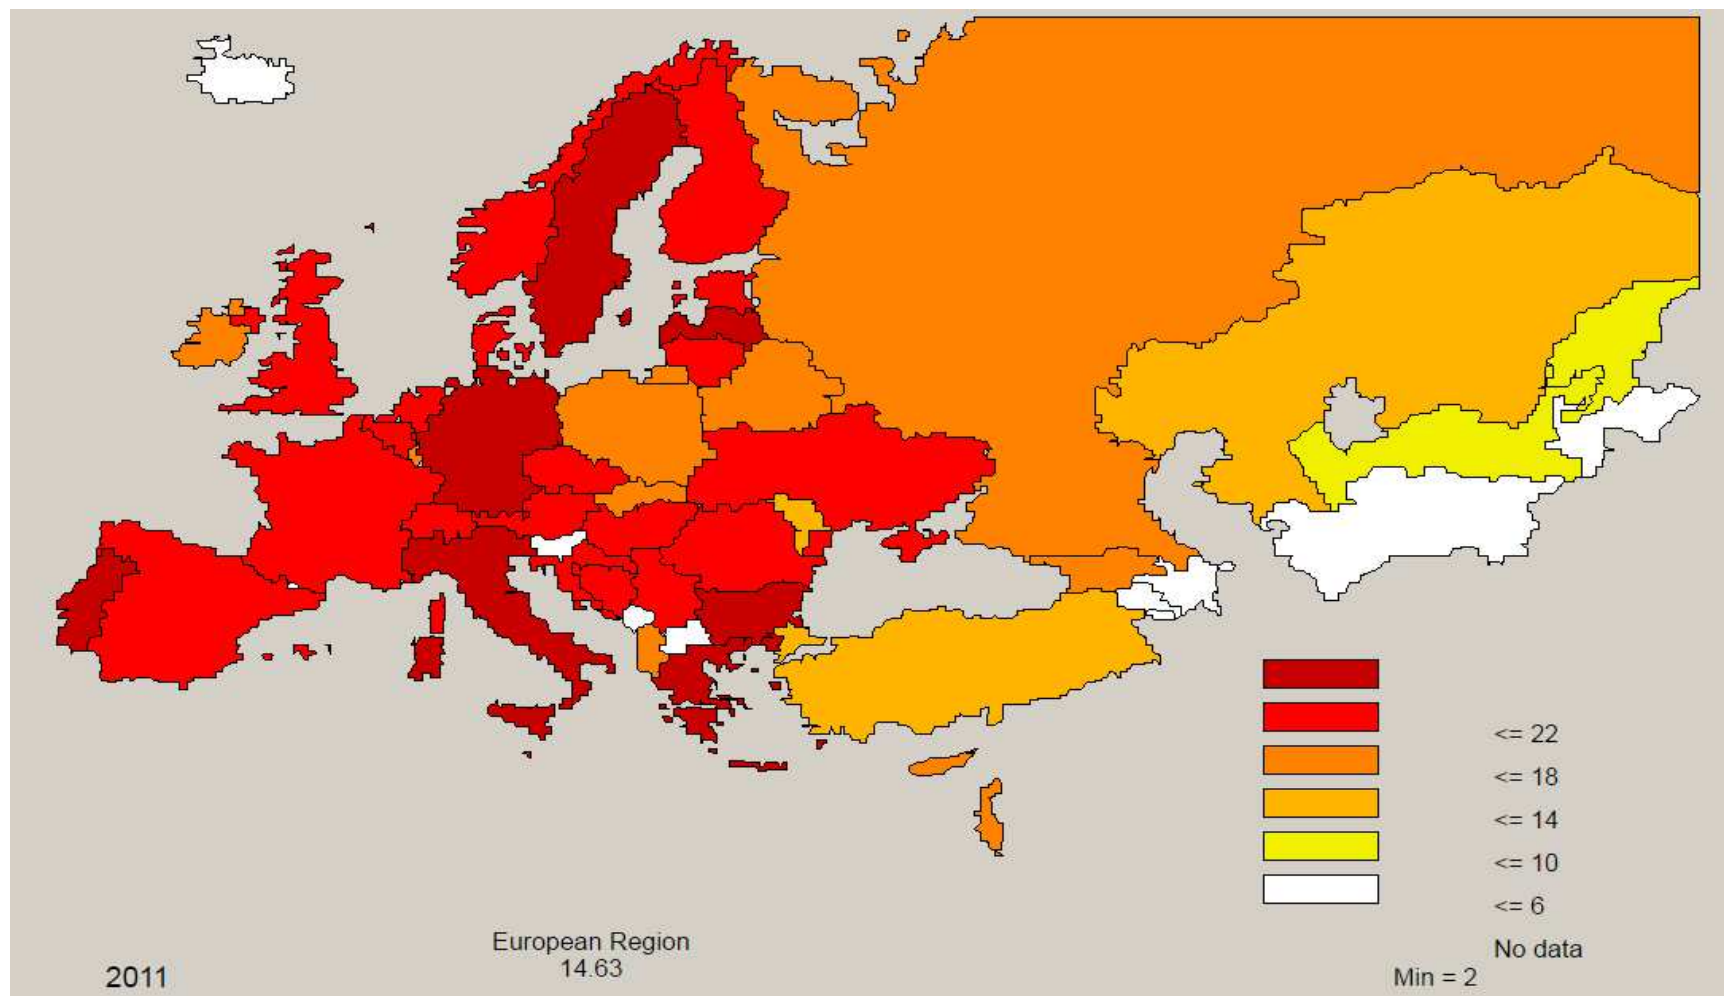 <= 22
<= 18
<= 14
<= 10
<= 6
European Region
No data
14.63
2011
Min = 2